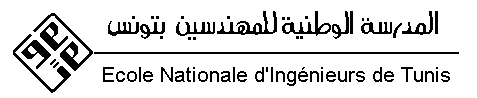 المدرسة الوطنية للمهندسين بتونس
Ecole Nationale d'Ingénieurs de Tunis